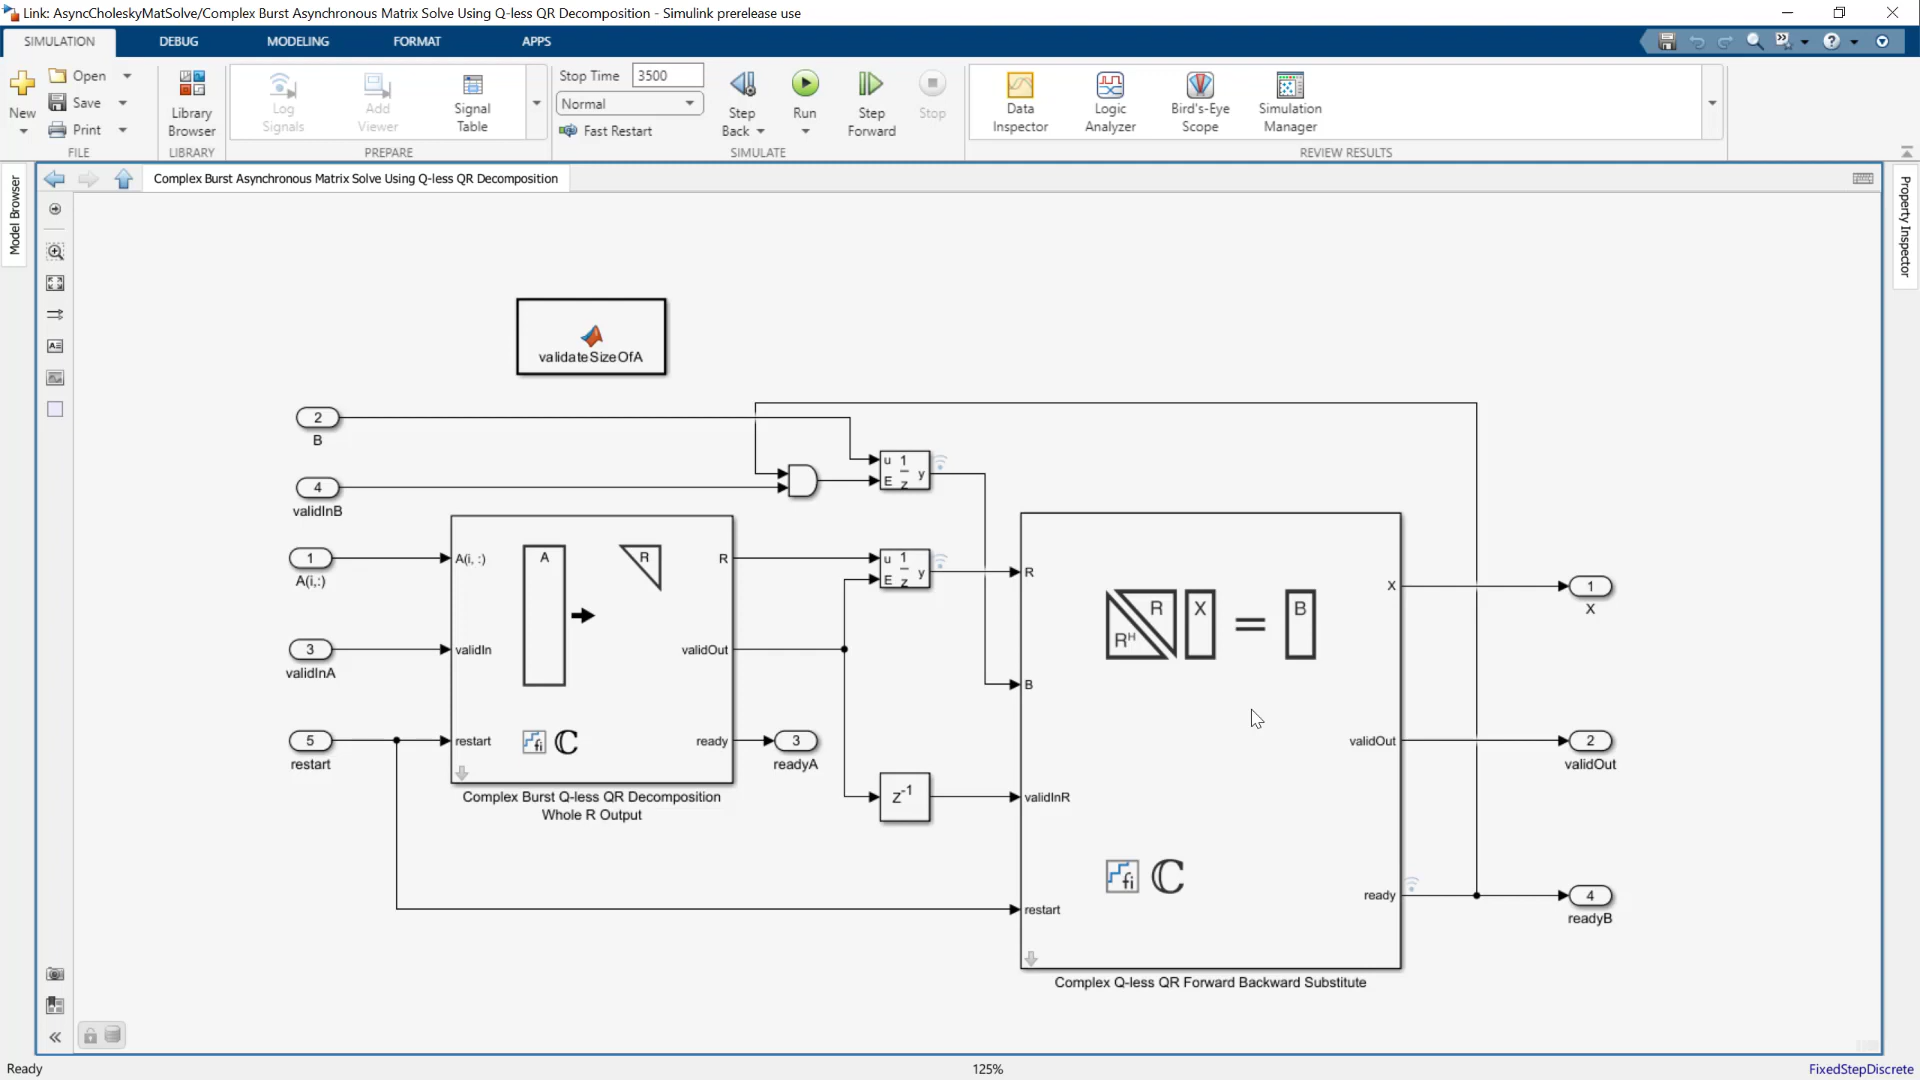 Link: AsyncCholeskyMatSolve/Complex Burst Asynchronous Matrix Solve Using Q-less QR Decomposition - Simulink prerelease use
SIMULATION DEBUG MODELING FORMAT APPS
New
Open
Save
Print
FILE
Library Browser
LIBRARY
Log Signals
Add Viewer
Signal Table
PREPARE
Stop Time 3500
Normal
Fast Restart
Step Back
Run
Step Forward
Stop
SIMULATE
Data Inspector
Logic Analyzer
Bird's-Eye Scope
Simulation Manager
REVIEW RESULTS
Model Browser
Complex Burst Asynchronous Matrix Solve Using Q-less QR Decomposition
Property Inspector
validateSizeOfA
2
B
4
validInB
u 1/z y
E
1
A(i,:)
A(i, :)
A
R
R
u 1/z y
E
3
validInA
validIn
validOut
5
restart
restart
fi ℂ
ready
3
readyA
Complex Burst Q-less QR Decomposition
Whole R Output
z-1
R
B
validInR
restart
R
RH
X
=
B
fi ℂ
X
validOut
ready
1
X
2
validOut
4
readyB
Complex Q-less QR Forward Backward Substitute
Ready
125%
FixedStepDiscrete